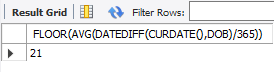 Result Grid Filter Rows:
FLOOR(AVG(DATEDIFF(CURDATE(),DOB)/365))
21